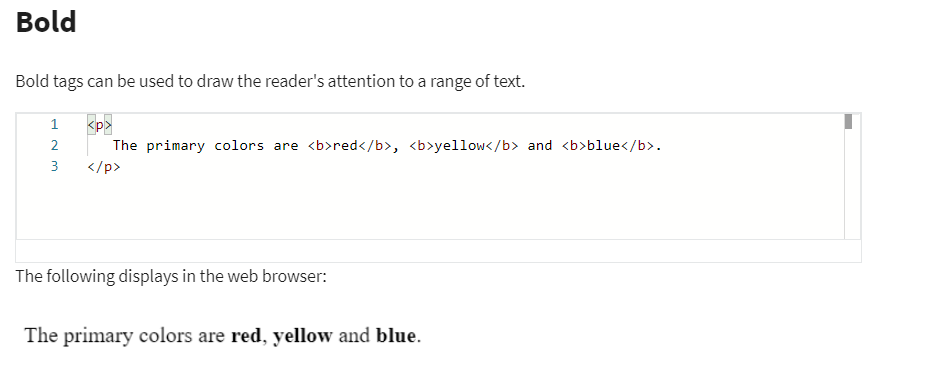 Bold
Bold tags can be used to draw the reader's attention to a range of text.
1 <p>
2 The primary colors are <b>red</b>, <b>yellow</b> and <b>blue</b>.
3 </p>
The following displays in the web browser:
The primary colors are red, yellow and blue.